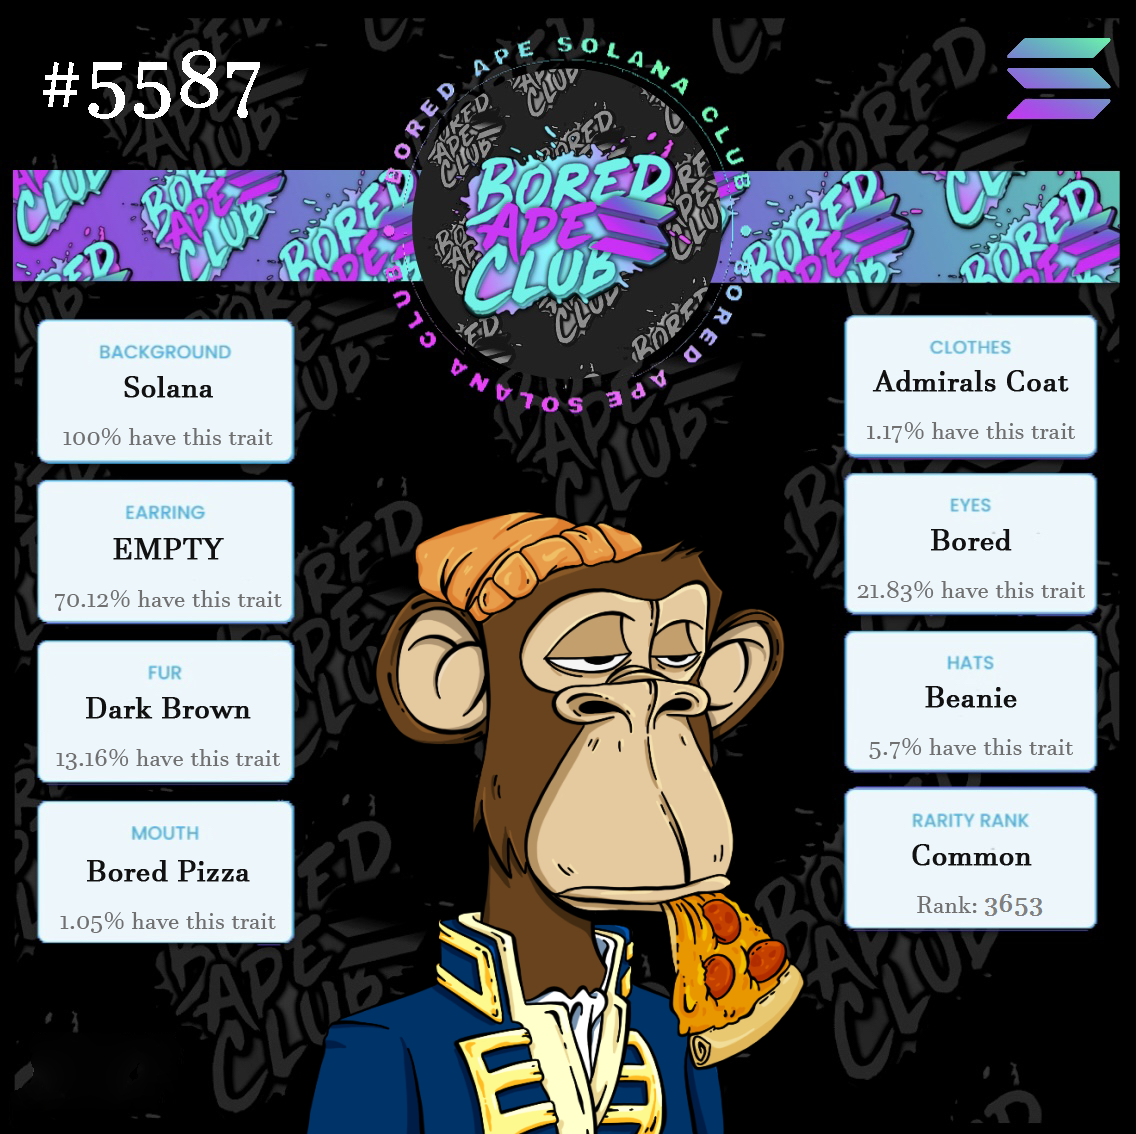 #5587
BORED APE SOLANA CLUB
BORED APE SOLANA CLUB
BORED
APE
CLUB
BACKGROUND
Solana
100% have this trait
EARRING
EMPTY
70.12% have this trait
FUR
Dark Brown
13.16% have this trait
MOUTH
Bored Pizza
1.05% have this trait
CLOTHES
Admirals Coat
1.17% have this trait
EYES
Bored
21.83% have this trait
HATS
Beanie
5.7% have this trait
RARITY RANK
Common
Rank: 3653